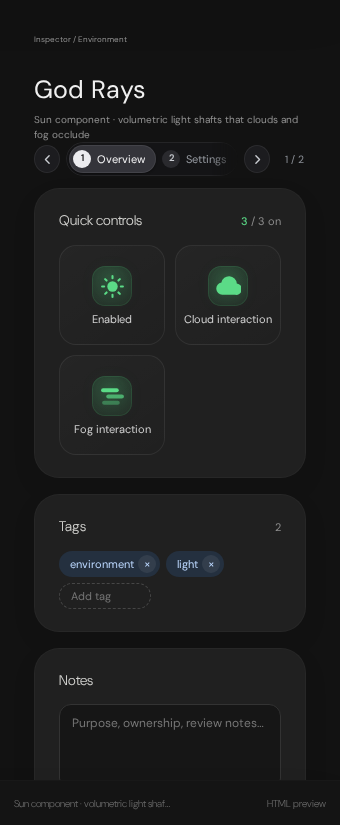 Inspector / Environment
God Rays
Sun component · volumetric light shafts that clouds and
fog occlude
1 Overview 2 Settings 1 / 2
Quick controls 3 / 3 on
Enabled Cloud interaction
Fog interaction
Tags 2
environment × light ×
Add tag
Notes
Purpose, ownership, review notes...
Sun component · volumetric light shaf... HTML preview